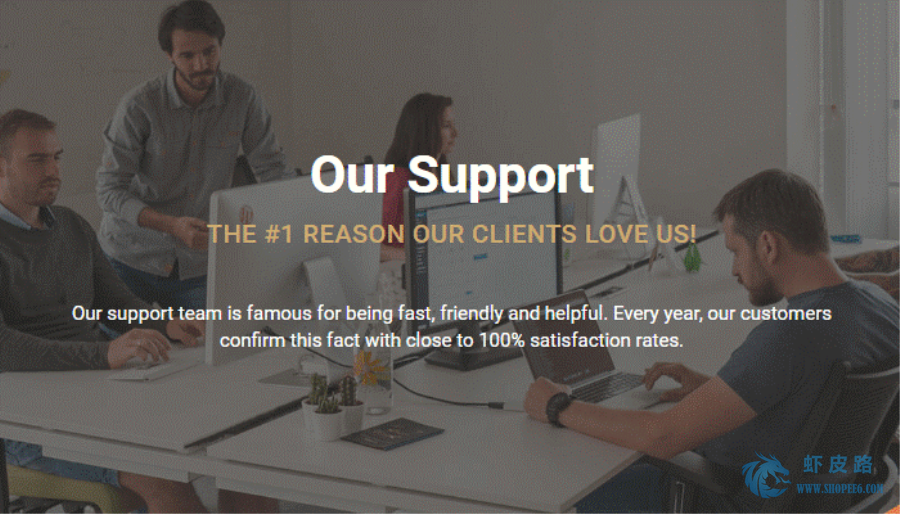 Our Support
THE #1 REASON OUR CLIENTS LOVE US!
Our support team is famous for being fast, friendly and helpful. Every year, our customers
confirm this fact with close to 100% satisfaction rates.
虾皮路
WWW.SHOPEE6.COM